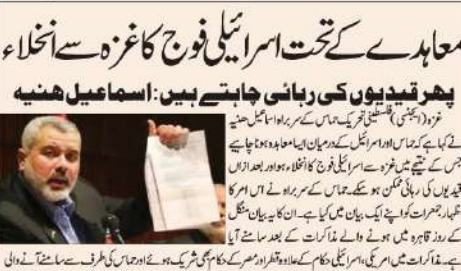 معاہدے کے تحت اسرائیلی فوج کا غزہ سے انخلاء
پھر قیدیوں کی رہائی چاہتے ہیں: اسماعیل ہنیہ
غزہ (ایجنسی) فلسطینی تحریک حماس کے سربراہ اسماعیل ھنیہ
نے کہا ہے کہ حماس اور اسرائیل کے درمیان ایسا معاہدہ ہونا چاہیے
جس کے نتیجے میں غزہ سے اسرائیلی فوج کا انخلاء ہو اور بعد ازاں
قیدیوں کی رہائی ممکن ہو سکے۔ حماس کے سربراہ نے اس امر کا
اظہار جمعرات کو اپنے ایک بیان میں کیا ہے۔ ان کا یہ بیان منگل
کے روز قاہرہ میں ہونے والے مذاکرات کے بعد سامنے آیا
ہے۔ مذاکرات میں امریکی، اسرائیلی حکام کے علاوہ قطر اور مصر کے حکام بھی شریک ہوئے اور حماس کی طرف سے سامنے آنے والی